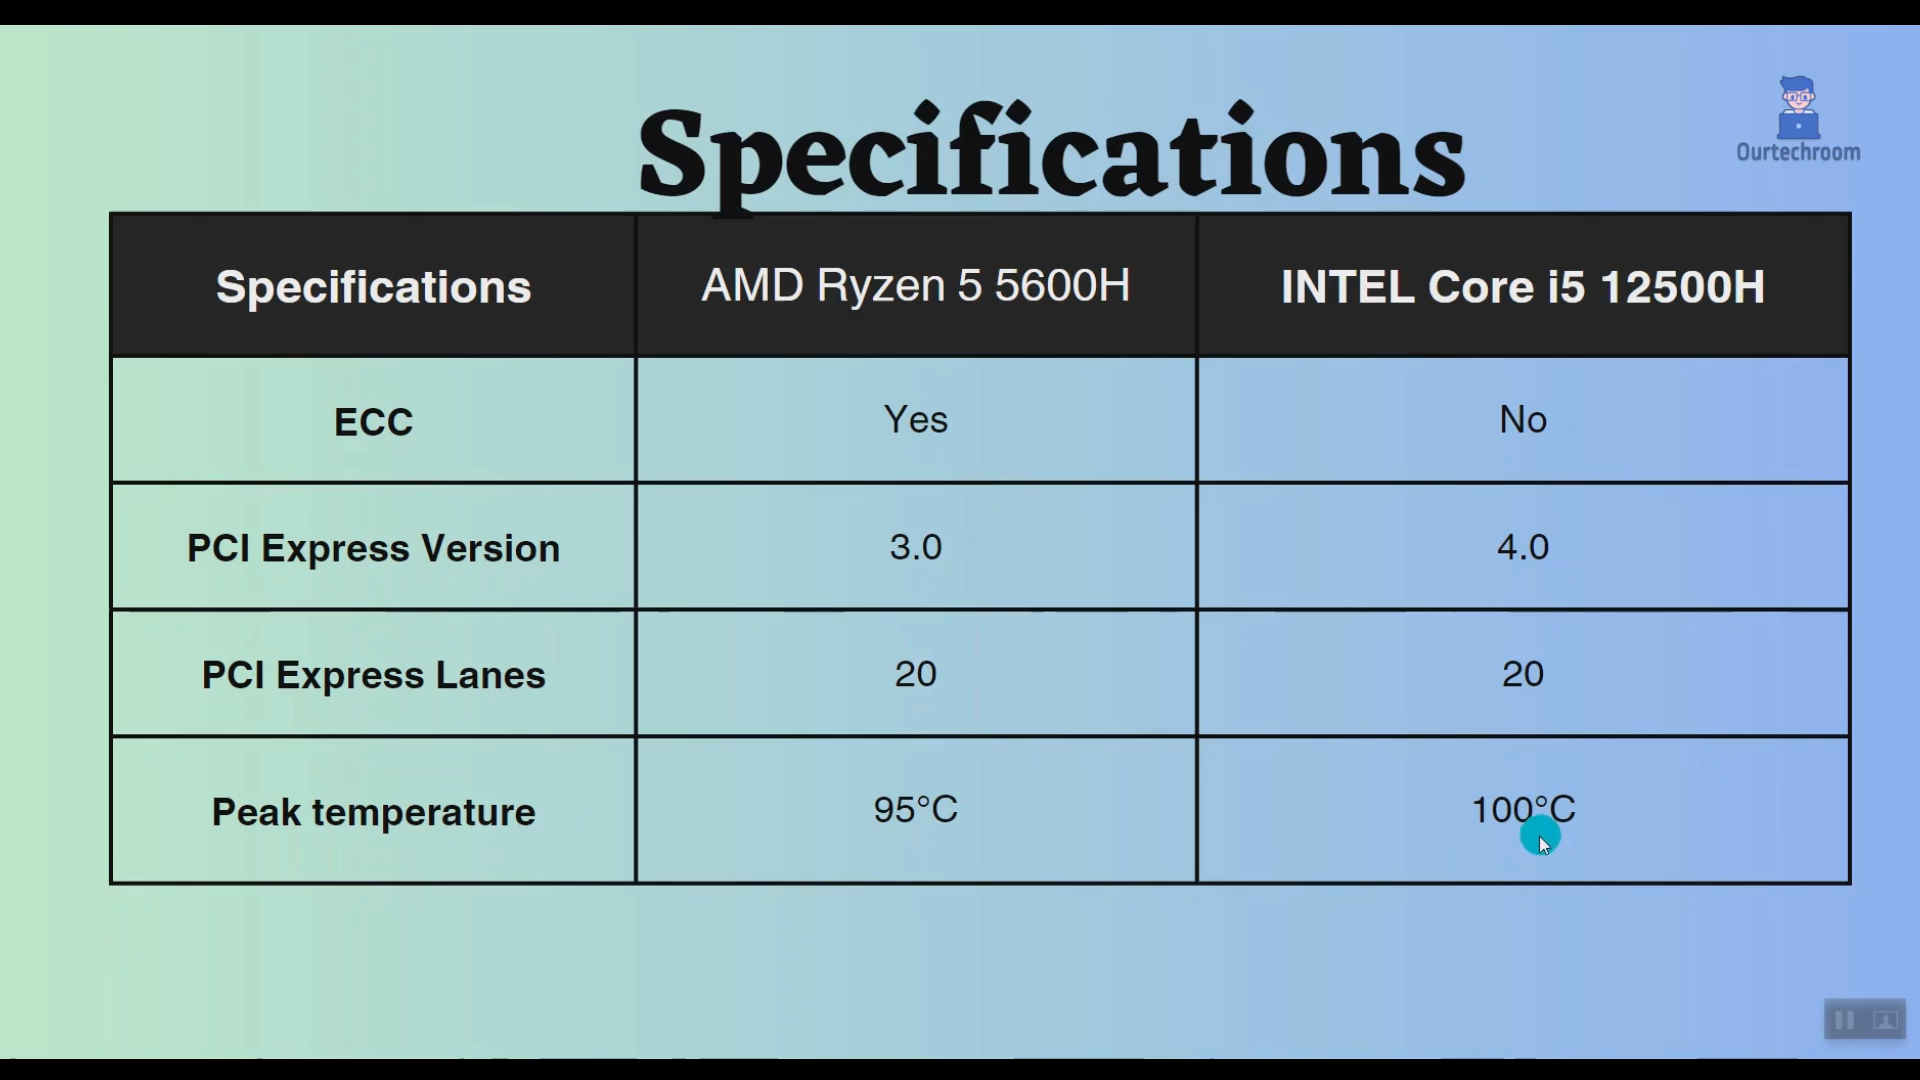 Specifications
Ourtechroom
Specifications AMD Ryzen 5 5600H INTEL Core i5 12500H
ECC Yes No
PCI Express Version 3.0 4.0
PCI Express Lanes 20 20
Peak temperature 95°C 100°C